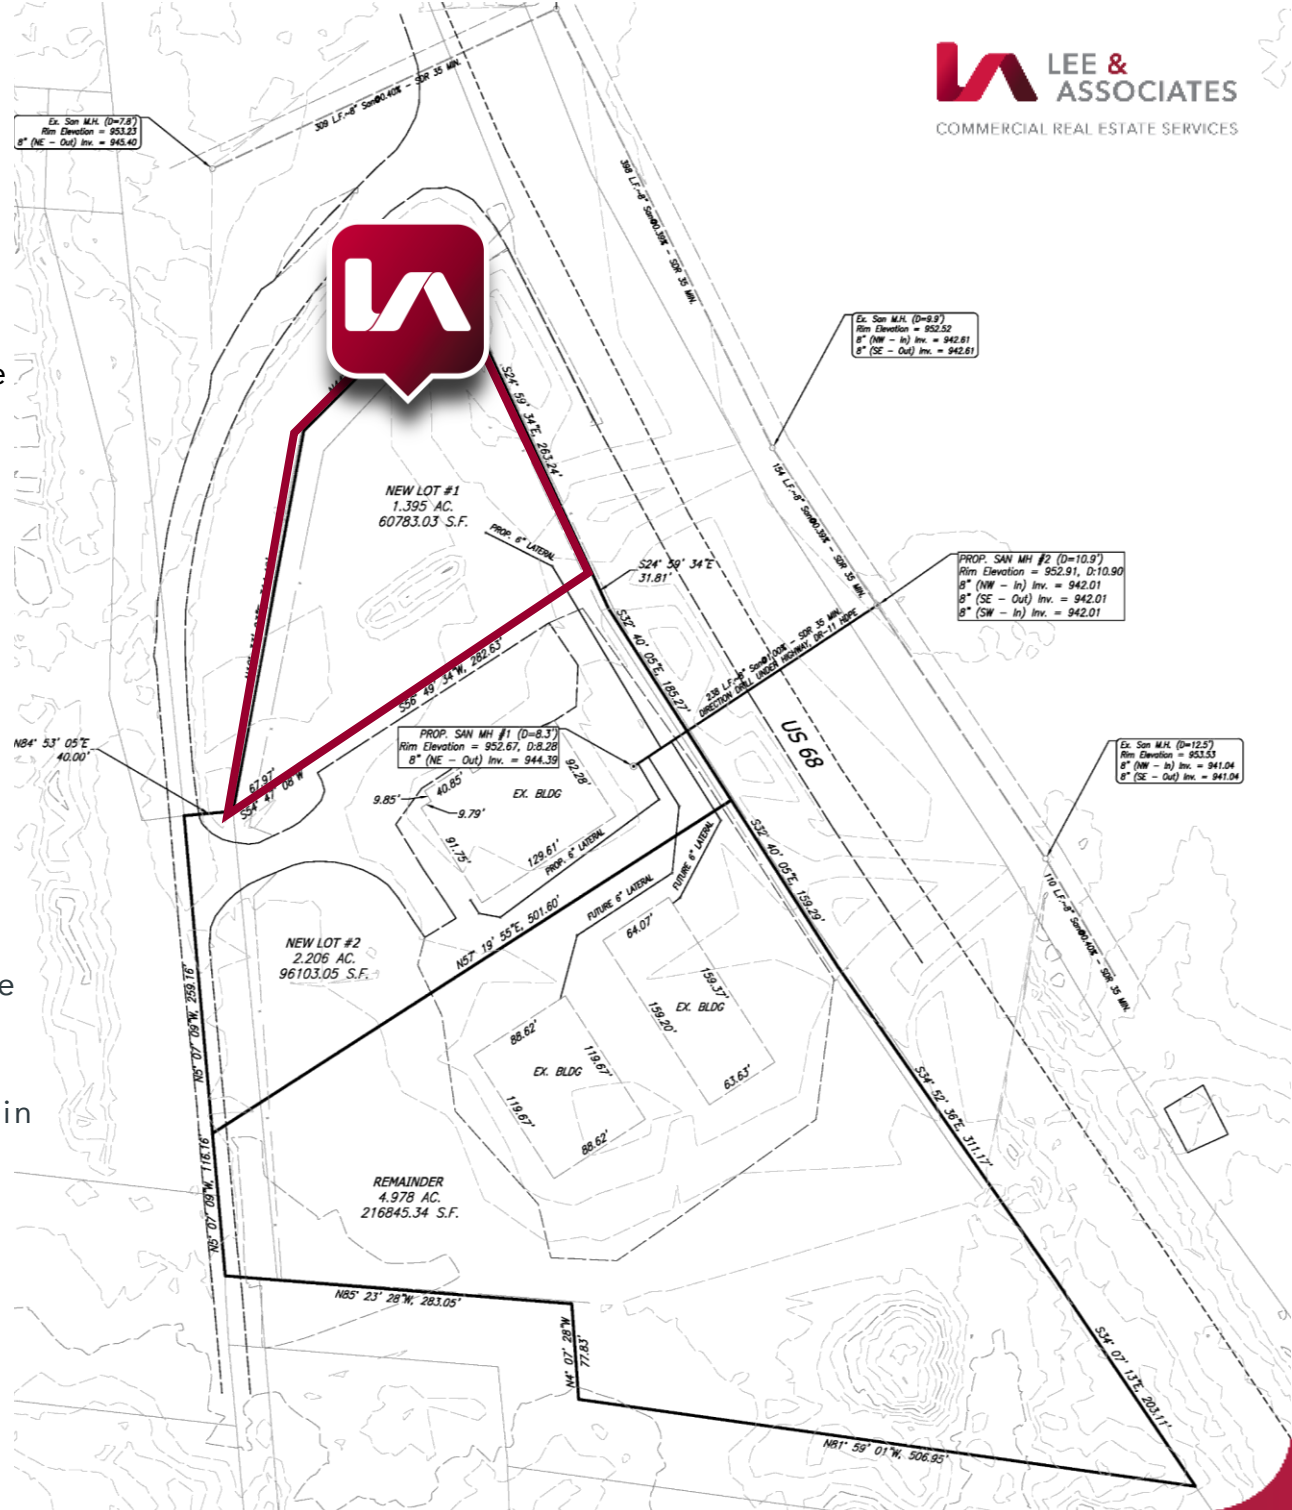 LEE &
ASSOCIATES
COMMERCIAL REAL ESTATE SERVICES
309 L.F.~8" San@0.40% - SDR 35 MIN.
Ex. San M.H. (D=7.8')
Rim Elevation = 953.23
8" (NE - Out) Inv. = 945.40
398 L.F.~8" San@0.39% - SDR 35 MIN.
Ex. San M.H. (D=9.9')
Rim Elevation = 952.52
8" (NW - In) Inv. = 942.61
8" (SE - Out) Inv. = 942.61
e
S24° 59' 34"E, 263.24'
154 L.F.~8" San@0.39% - SDR 35 MIN.
NEW LOT #1
1.395 AC.
60783.03 S.F.
PROP. 6" LATERAL
S24° 59' 34"E
31.81'
PROP. SAN MH #2 (D=10.9')
Rim Elevation = 952.91, D:10.90
8" (NW - In) Inv. = 942.01
8" (SE - Out) Inv. = 942.01
8" (SW - In) Inv. = 942.01
S32° 40' 05"E, 185.27'
238 L.F.~8" San@1.00% - SDR 35 MIN.
DIRECTION DRILL UNDER HIGHWAY, DR-11 HDPE
S56° 49' 34"W, 282.63'
US 68
N84° 53' 05"E
40.00'
PROP. SAN MH #1 (D=8.3')
Rim Elevation = 952.67, D:8.28
8" (NE - Out) Inv. = 944.39
Ex. San M.H. (D=12.5')
Rim Elevation = 953.53
8" (NW - In) Inv. = 941.04
8" (SE - Out) Inv. = 941.04
67.97'
S54° 47' 08"W
9.85'
40.85'
9.79'
92.28'
EX. BLDG
91.75'
129.61'
PROP. 6" LATERAL
FUTURE 6" LATERAL
FUTURE 6" LATERAL
S32° 40' 05"E, 159.29'
110 L.F.~8" San@0.40% - SDR 35 MIN.
N57° 19' 55"E, 501.60'
NEW LOT #2
2.206 AC.
96103.05 S.F.
N5° 07' 09"W, 259.16'
64.07'
159.37'
EX. BLDG
159.20'
63.63'
e
88.62'
119.67'
EX. BLDG
119.67'
88.62'
in
S34° 52' 36"E, 311.17'
N5° 07' 09"W, 116.16'
REMAINDER
4.978 AC.
216845.34 S.F.
N85° 23' 28"W, 283.05'
N4° 07' 28"W
77.83'
S34° 07' 13"E, 203.11'
N81° 59' 01"W, 506.95'